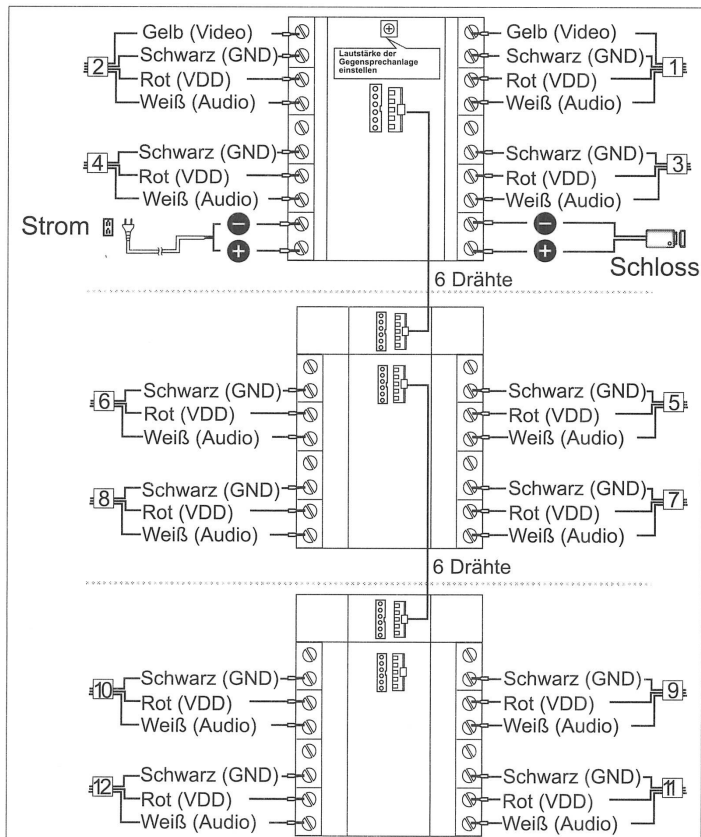 Gelb (Video)
Schwarz (GND)
2
Rot (VDD)
Weiß (Audio)
Schwarz (GND)
4
Rot (VDD)
Weiß (Audio)
Strom
Lautstärke der
Gegensprechanlage
einstellen
Gelb (Video)
Schwarz (GND)
1
Rot (VDD)
Weiß (Audio)
Schwarz (GND)
3
Rot (VDD)
Weiß (Audio)
Schloss
6 Drähte
Schwarz (GND)
6
Rot (VDD)
Weiß (Audio)
Schwarz (GND)
8
Rot (VDD)
Weiß (Audio)
Schwarz (GND)
5
Rot (VDD)
Weiß (Audio)
Schwarz (GND)
7
Rot (VDD)
Weiß (Audio)
6 Drähte
Schwarz (GND)
10
Rot (VDD)
Weiß (Audio)
Schwarz (GND)
12
Rot (VDD)
Weiß (Audio)
Schwarz (GND)
9
Rot (VDD)
Weiß (Audio)
Schwarz (GND)
11
Rot (VDD)
Weiß (Audio)